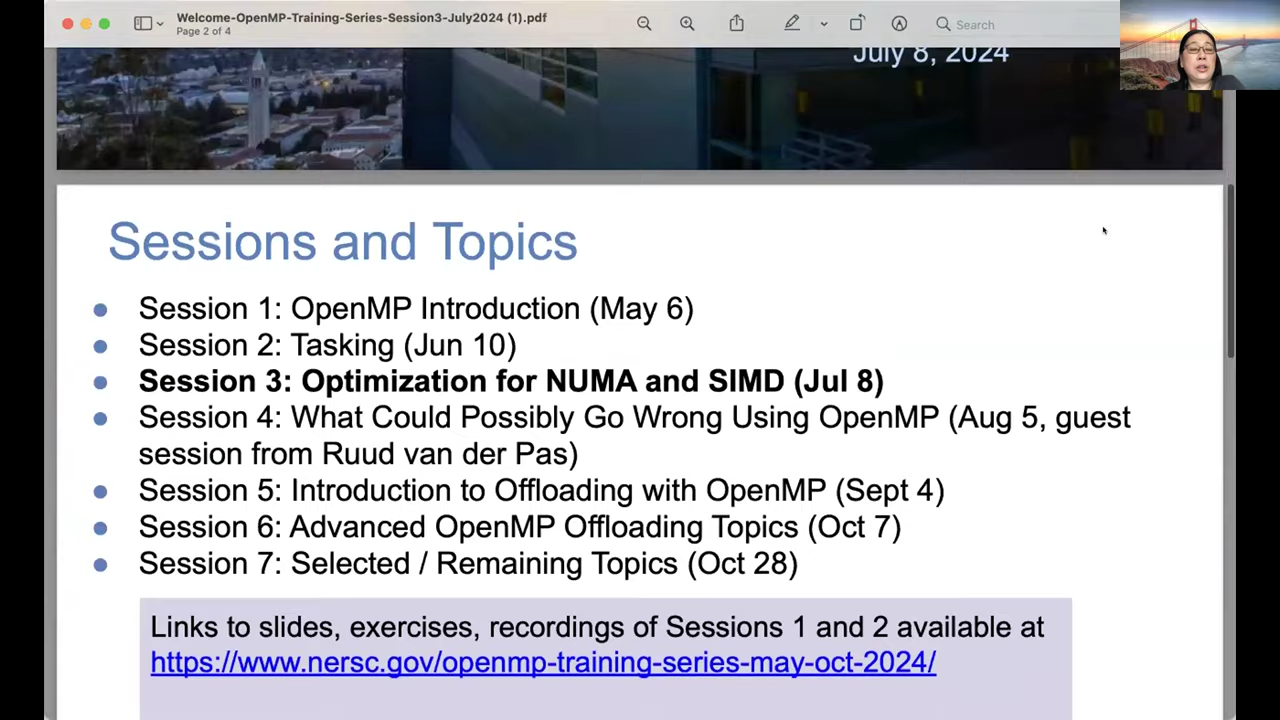 Welcome-OpenMP-Training-Series-Session3-July2024 (1).pdf
Page 2 of 4
Search
July 8, 2024
Sessions and Topics
Session 1: OpenMP Introduction (May 6)
Session 2: Tasking (Jun 10)
Session 3: Optimization for NUMA and SIMD (Jul 8)
Session 4: What Could Possibly Go Wrong Using OpenMP (Aug 5, guest
session from Ruud van der Pas)
Session 5: Introduction to Offloading with OpenMP (Sept 4)
Session 6: Advanced OpenMP Offloading Topics (Oct 7)
Session 7: Selected / Remaining Topics (Oct 28)
Links to slides, exercises, recordings of Sessions 1 and 2 available at
https://www.nersc.gov/openmp-training-series-may-oct-2024/